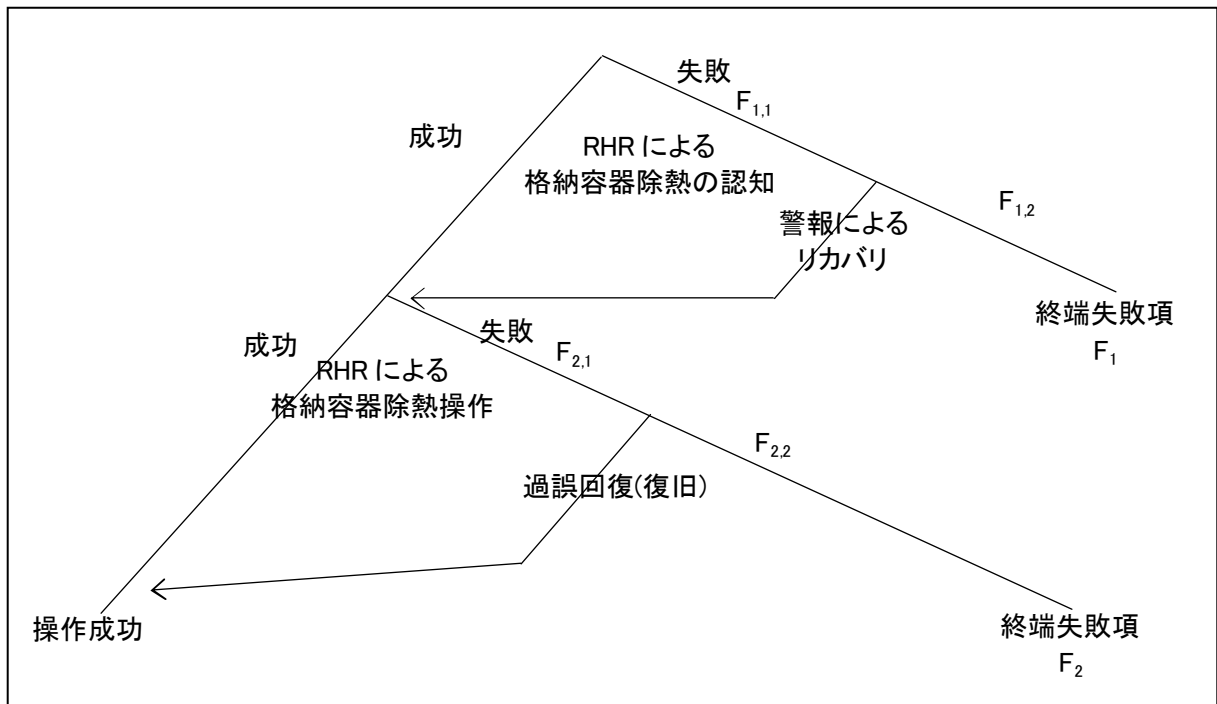 失敗
F1,1
成功
RHR による
格納容器除熱の認知
F1,2
警報による
リカバリ
終端失敗項
F1
成功
失敗
F2,1
RHR による
格納容器除熱操作
F2,2
過誤回復(復旧)
操作成功
終端失敗項
F2